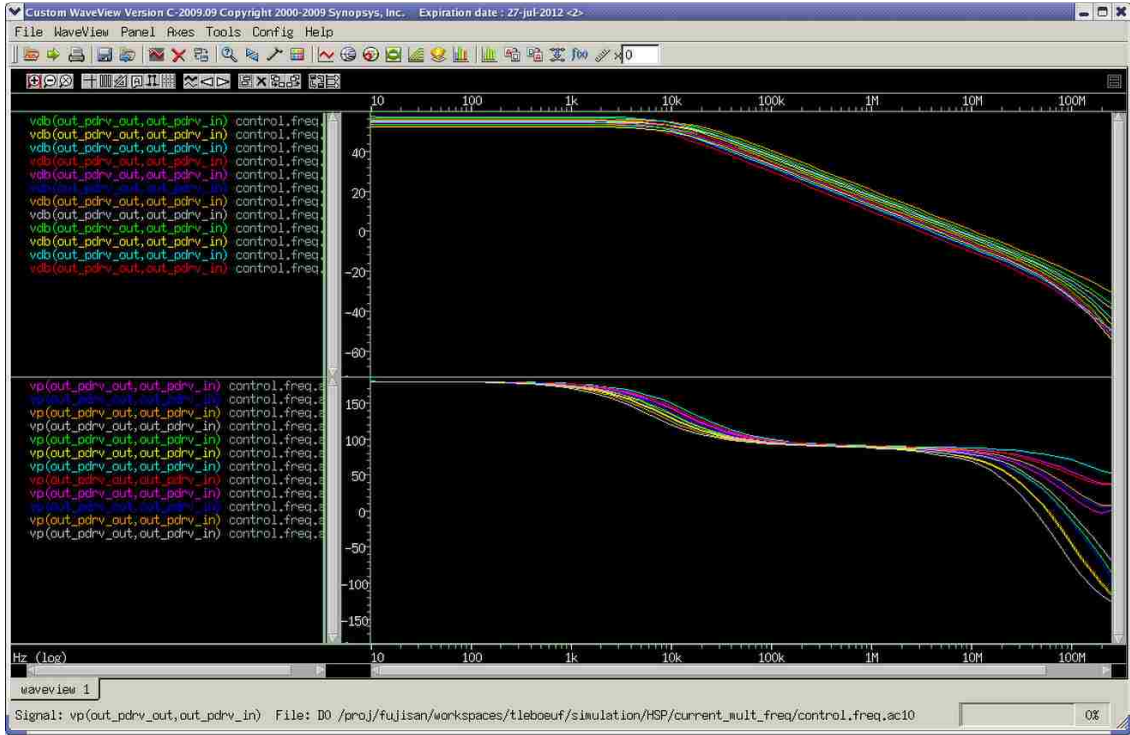 Custom WaveView Version C-2009.09 Copyright 2000-2009 Synopsys, Inc. Expiration date : 27-jul-2012 <2>
File WaveView Panel Axes Tools Config Help
f(x) 0
10 100 1k 10k 100k 1M 10M 100M
vdb(out_pdrv_out,out_pdrv_in) control.freq.
vdb(out_pdrv_out,out_pdrv_in) control.freq.
vdb(out_pdrv_out,out_pdrv_in) control.freq.
vdb(out_pdrv_out,out_pdrv_in) control.freq.
vdb(out_pdrv_out,out_pdrv_in) control.freq.
vdb(out_pdrv_out,out_pdrv_in) control.freq.
vdb(out_pdrv_out,out_pdrv_in) control.freq.
vdb(out_pdrv_out,out_pdrv_in) control.freq.
vdb(out_pdrv_out,out_pdrv_in) control.freq.
vdb(out_pdrv_out,out_pdrv_in) control.freq.
vdb(out_pdrv_out,out_pdrv_in) control.freq.
vdb(out_pdrv_out,out_pdrv_in) control.freq.
40
20
0
-20
-40
-60
vp(out_pdrv_out,out_pdrv_in) control.freq.a
vp(out_pdrv_out,out_pdrv_in) control.freq.a
vp(out_pdrv_out,out_pdrv_in) control.freq.a
vp(out_pdrv_out,out_pdrv_in) control.freq.a
vp(out_pdrv_out,out_pdrv_in) control.freq.a
vp(out_pdrv_out,out_pdrv_in) control.freq.a
vp(out_pdrv_out,out_pdrv_in) control.freq.a
vp(out_pdrv_out,out_pdrv_in) control.freq.a
vp(out_pdrv_out,out_pdrv_in) control.freq.a
vp(out_pdrv_out,out_pdrv_in) control.freq.a
vp(out_pdrv_out,out_pdrv_in) control.freq.a
vp(out_pdrv_out,out_pdrv_in) control.freq.a
150
100
50
0
-50
-100
-150
Hz (log)
10 100 1k 10k 100k 1M 10M 100M
waveview 1
Signal: vp(out_pdrv_out,out_pdrv_in) File: D0 /proj/fujisan/workspaces/tleboeuf/simulation/HSP/current_mult_freq/control.freq.ac10 0%